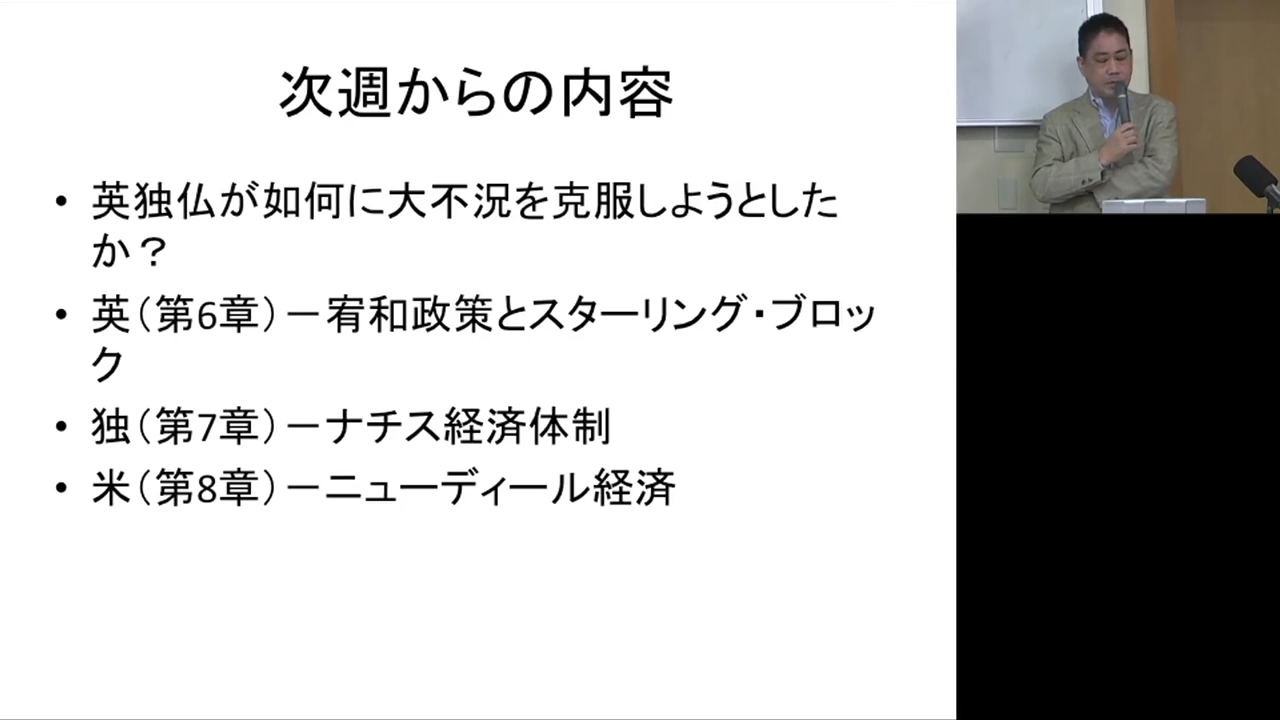 次週からの内容
• 英独仏が如何に大不況を克服しようとした
か？
• 英（第6章）－宥和政策とスターリング・ブロッ
ク
• 独（第7章）－ナチス経済体制
• 米（第8章）－ニューディール経済